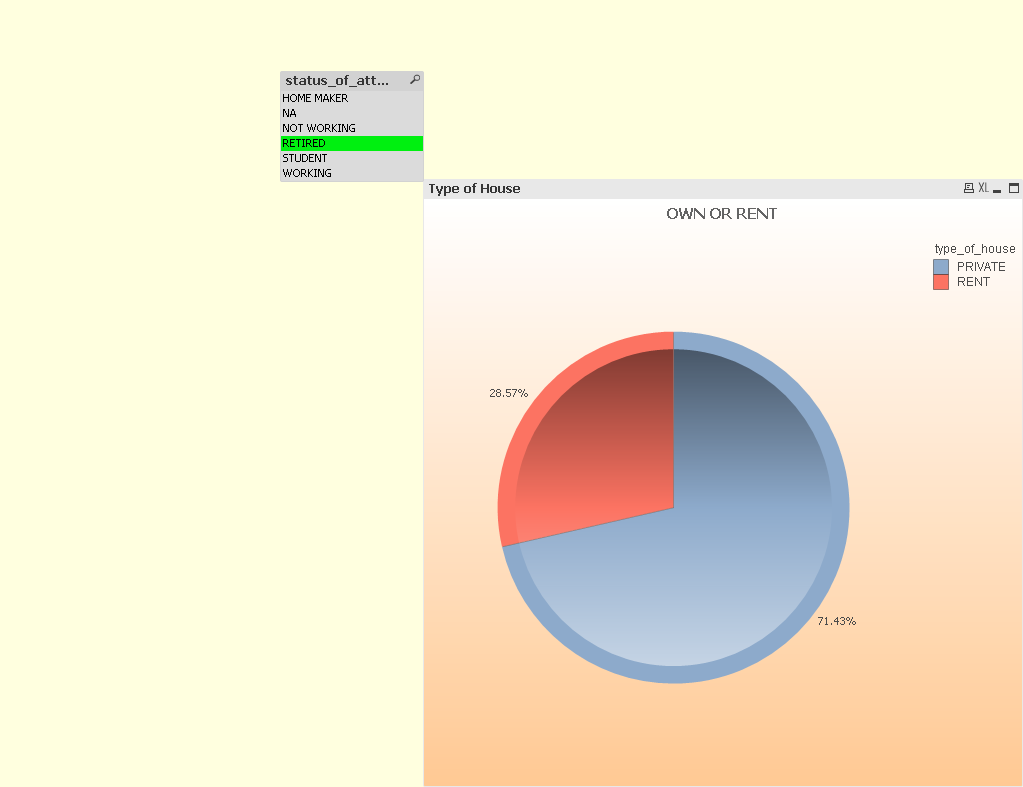 status_of_att...
HOME MAKER
NA
NOT WORKING
RETIRED
STUDENT
WORKING
Type of House
XL
OWN OR RENT
type_of_house
PRIVATE
RENT
28.57%
71.43%